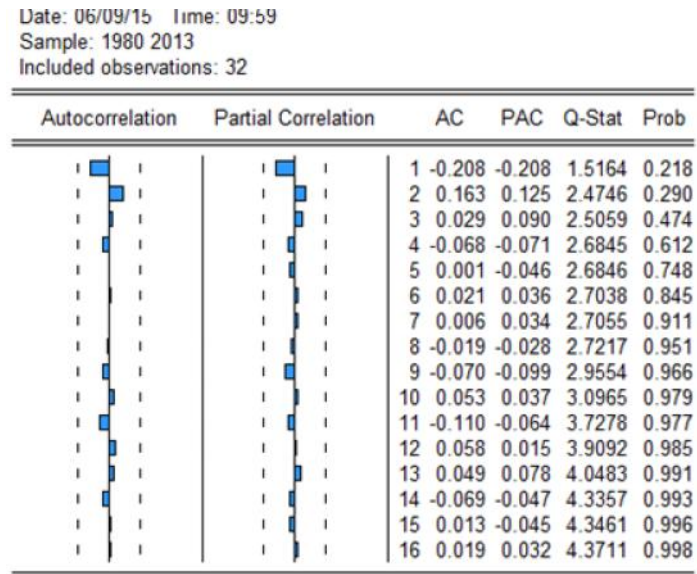 Date: 06/09/15 Time: 09:59
Sample: 1980 2013
Included observations: 32
Autocorrelation Partial Correlation AC PAC Q-Stat Prob
1 -0.208 -0.208 1.5164 0.218
2 0.163 0.125 2.4746 0.290
3 0.029 0.090 2.5059 0.474
4 -0.068 -0.071 2.6845 0.612
5 0.001 -0.046 2.6846 0.748
6 0.021 0.036 2.7038 0.845
7 0.006 0.034 2.7055 0.911
8 -0.019 -0.028 2.7217 0.951
9 -0.070 -0.099 2.9554 0.966
10 0.053 0.037 3.0965 0.979
11 -0.110 -0.064 3.7278 0.977
12 0.058 0.015 3.9092 0.985
13 0.049 0.078 4.0483 0.991
14 -0.069 -0.047 4.3357 0.993
15 0.013 -0.045 4.3461 0.996
16 0.019 0.032 4.3711 0.998